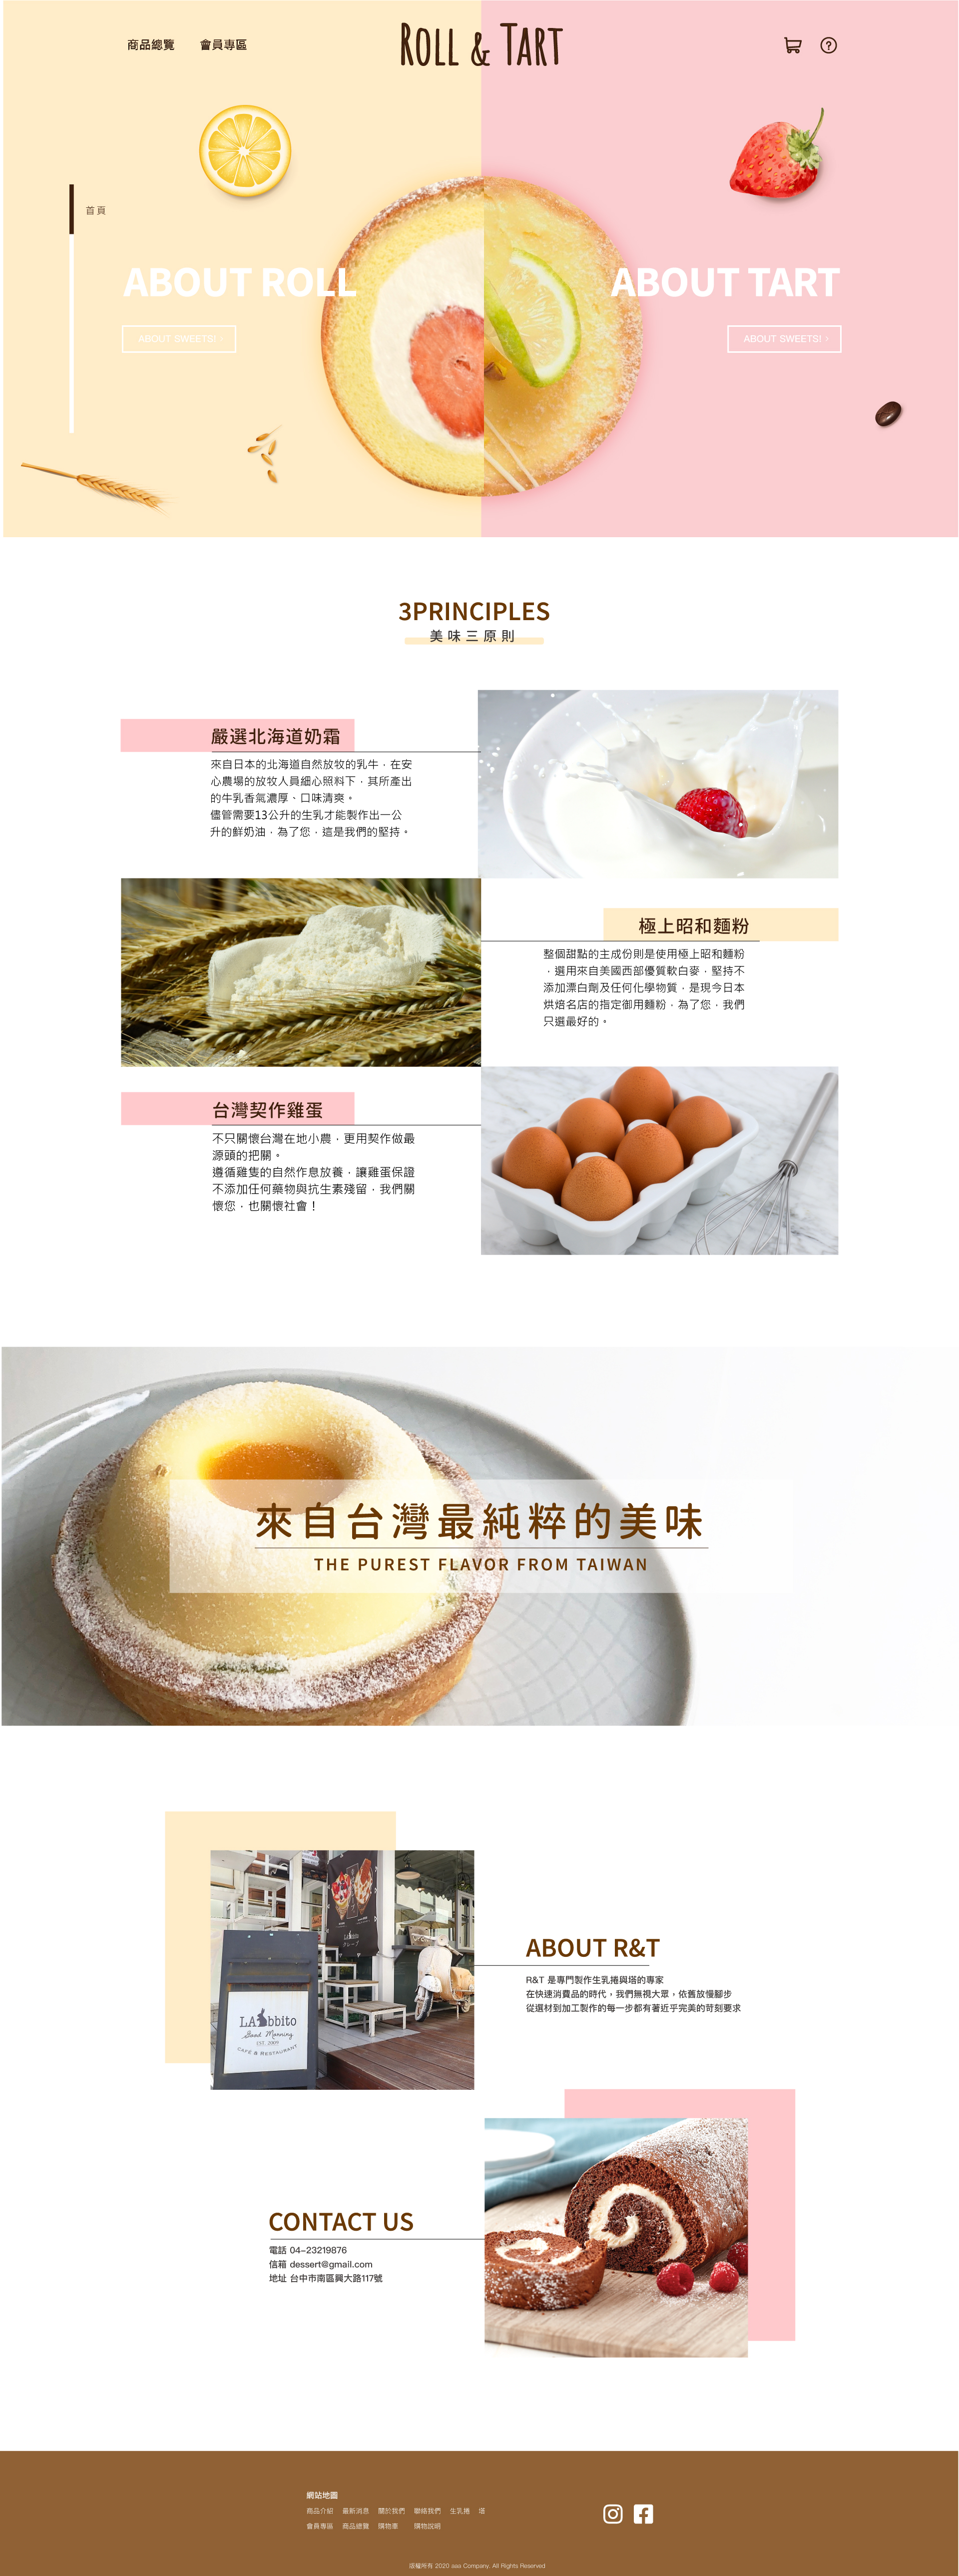 商品總覽 會員專區
ROLL & TART
首頁
ABOUT ROLL
ABOUT SWEETS! ›
ABOUT TART
ABOUT SWEETS! ›
3PRINCIPLES
美味三原則
嚴選北海道奶霜
來自日本的北海道自然放牧的乳牛，在安
心農場的放牧人員細心照料下，其所產出
的牛乳香氣濃厚、口味清爽。
儘管需要13公升的生乳才能製作出一公
升的鮮奶油，為了您，這是我們的堅持。
極上昭和麵粉
整個甜點的主成份則是使用極上昭和麵粉
，選用來自美國西部優質軟白麥，堅持不
添加漂白劑及任何化學物質，是現今日本
烘焙名店的指定御用麵粉，為了您，我們
只選最好的。
台灣契作雞蛋
不只關懷台灣在地小農，更用契作做最
源頭的把關。
遵循雞隻的自然作息放養，讓雞蛋保證
不添加任何藥物與抗生素殘留，我們關
懷您，也關懷社會！
來自台灣最純粹的美味
THE PUREST FLAVOR FROM TAIWAN
LAbbito
Good Morning
EST. 2009
CAFÉ & RESTAURANT
ABOUT R&T
R&T 是專門製作生乳捲與塔的專家
在快速消費品的時代，我們無視大眾，依舊放慢腳步
從選材到加工製作的每一步都有著近乎完美的苛刻要求
CONTACT US
電話 04-23219876
信箱 dessert@gmail.com
地址 台中市南區興大路117號
網站地圖
商品介紹 最新消息 關於我們 聯絡我們 生乳捲 塔
會員專區 商品總覽 購物車 購物說明
版權所有 2020 aaa Company. All Rights Reserved